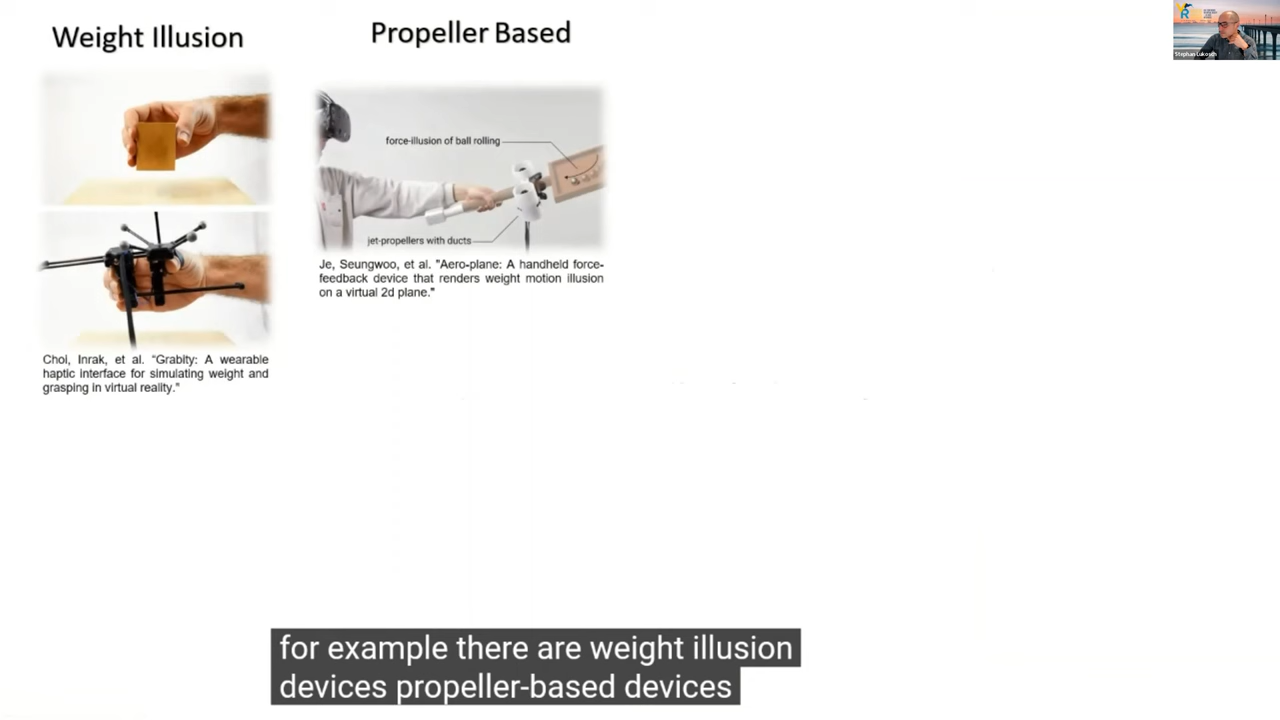 Weight Illusion
Propeller Based
force-illusion of ball rolling
jet-propellers with ducts
Je, Seungwoo, et al. "Aero-plane: A handheld force-
feedback device that renders weight motion illusion
on a virtual 2d plane."
Choi, Inrak, et al. "Grabity: A wearable
haptic interface for simulating weight and
grasping in virtual reality."
Stephan Lukosch
for example there are weight illusion
devices propeller-based devices